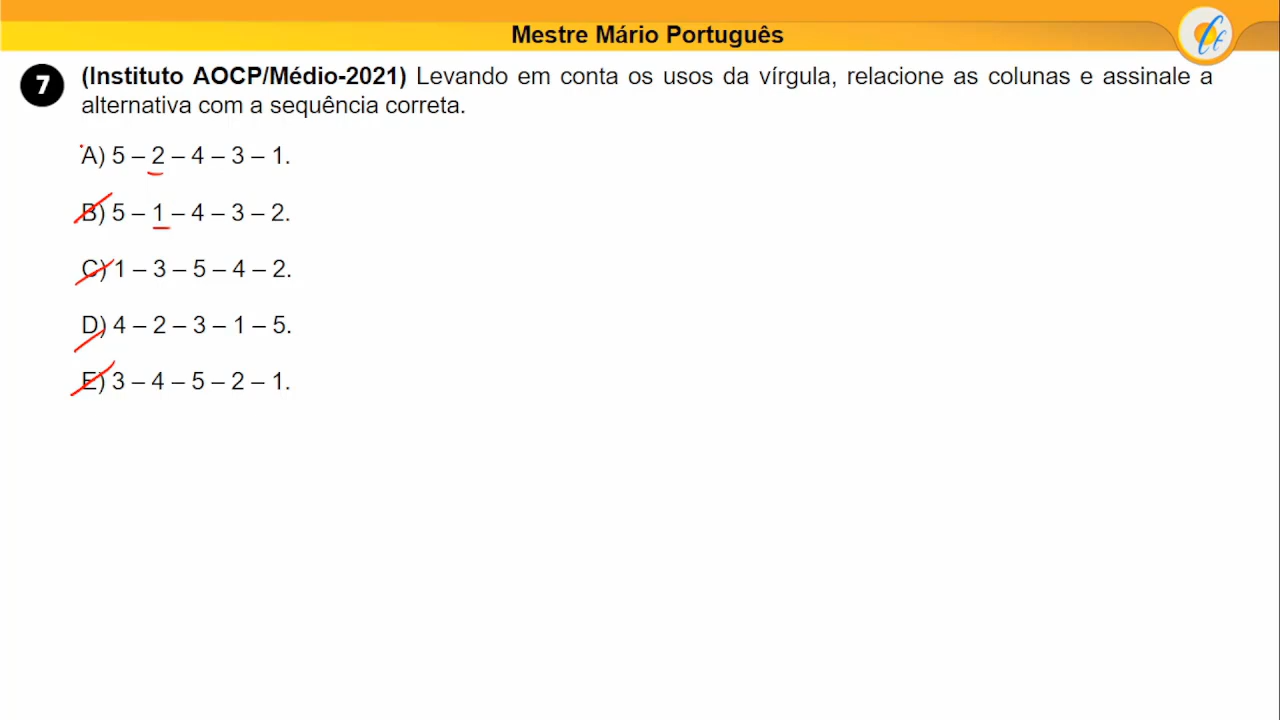 Mestre Mário Português
7
(Instituto AOCP/Médio-2021) Levando em conta os usos da vírgula, relacione as colunas e assinale a
alternativa com a sequência correta.
A) 5 – 2 – 4 – 3 – 1.
B) 5 – 1 – 4 – 3 – 2.
C) 1 – 3 – 5 – 4 – 2.
D) 4 – 2 – 3 – 1 – 5.
E) 3 – 4 – 5 – 2 – 1.